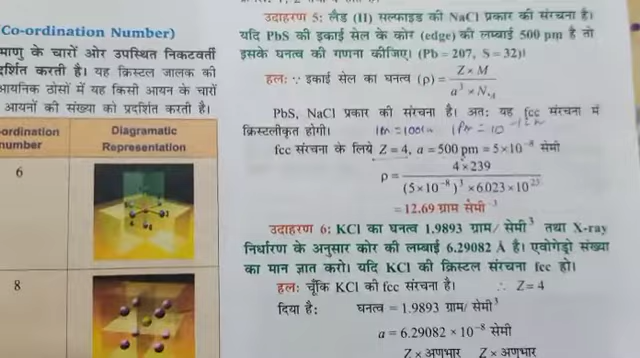 Co-ordination Number)
माणु के चारों ओर उपस्थित निकटवर्ती
दर्शित करती है। यह क्रिस्टल जालक की
आयनिक ठोसों में यह किसी आयन के चारों
आयनों की संख्या को प्रदर्शित करती है।
ordination number
Diagramatic Representation
6
8
उदाहरण 5: लैड (II) सल्फाइड की NaCl प्रकार की संरचना है।
यदि PbS की इकाई सेल के कोर (edge) की लम्बाई 500 pm है तो
इसके घनत्व की गणना कीजिए। (Pb = 207, S = 32)।
हल: ∵ इकाई सेल का घनत्व (ρ) = Z × M / a³ × N_A
PbS, NaCl प्रकार की संरचना है। अत: यह fcc संरचना में
क्रिस्टलीकृत होगी।
fcc संरचना के लिये Z = 4, a = 500 pm = 5×10⁻⁸ सेमी
ρ = 4×239 / (5×10⁻⁸)³ × 6.023×10²³
= 12.69 ग्राम सेमी⁻³
उदाहरण 6: KCl का घनत्व 1.9893 ग्राम/ सेमी³ तथा X-ray
निर्धारण के अनुसार कोर की लम्बाई 6.29082 Å है। एवोगेड्रो संख्या
का मान ज्ञात करो। यदि KCl की क्रिस्टल संरचना fcc हो।
हल: चूँकि KCl की fcc संरचना है। ∴ Z = 4
दिया है: घनत्व = 1.9893 ग्राम/ सेमी³
a = 6.29082 × 10⁻⁸ सेमी
Z × अणुभार Z × अणुभार